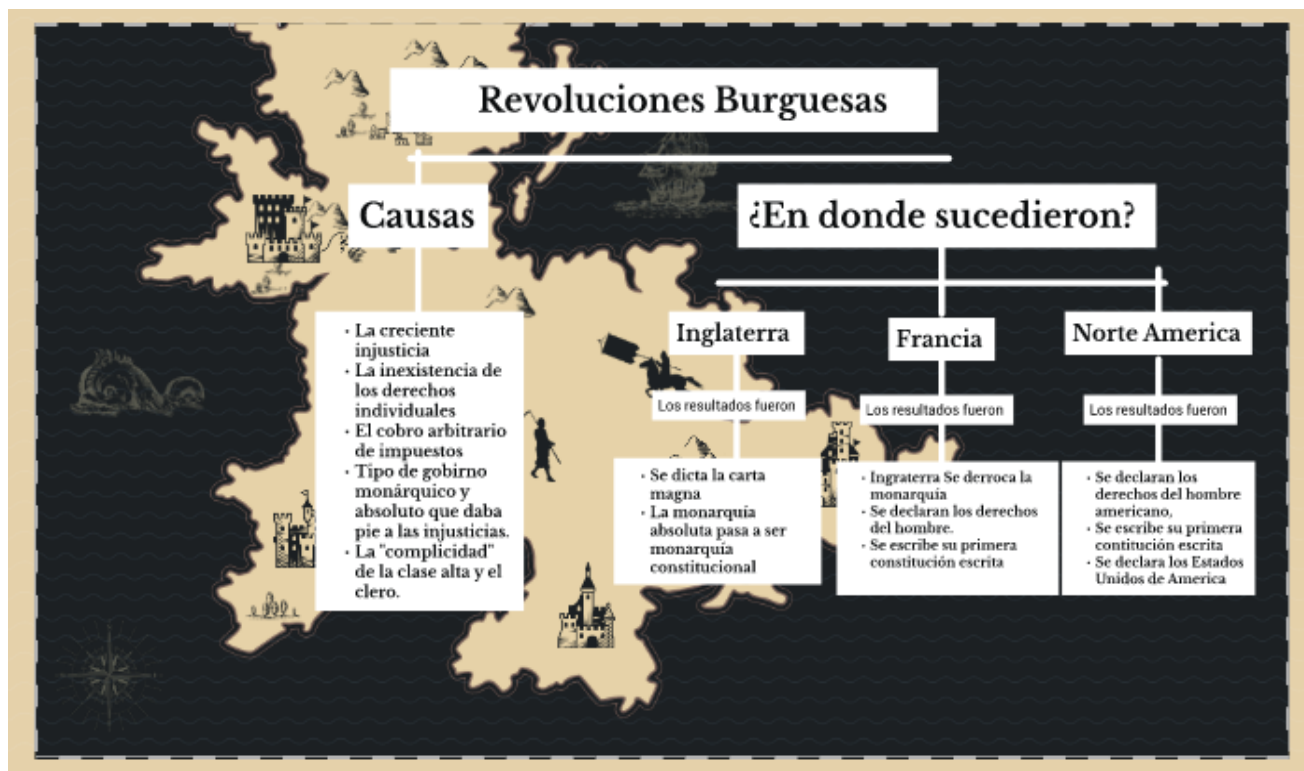 Revoluciones Burguesas
Causas
¿En donde sucedieron?
• La creciente
injusticia
• La inexistencia de
los derechos
individuales
• El cobro arbitrario
de impuestos
• Tipo de gobirno
monárquico y
absoluto que daba
pie a las injusticias.
• La "complicidad"
de la clase alta y el
clero.
Inglaterra
Los resultados fueron
• Se dicta la carta
magna
• La monarquía
absoluta pasa a ser
monarquía
constitucional
Francia
Los resultados fueron
• Ingraterra Se derroca la
monarquía
• Se declaran los derechos
del hombre.
• Se escribe su primera
constitución escrita
Norte America
Los resultados fueron
• Se declaran los
derechos del hombre
americano,
• Se escribe su primera
contitución escrita
• Se declara los Estados
Unidos de America